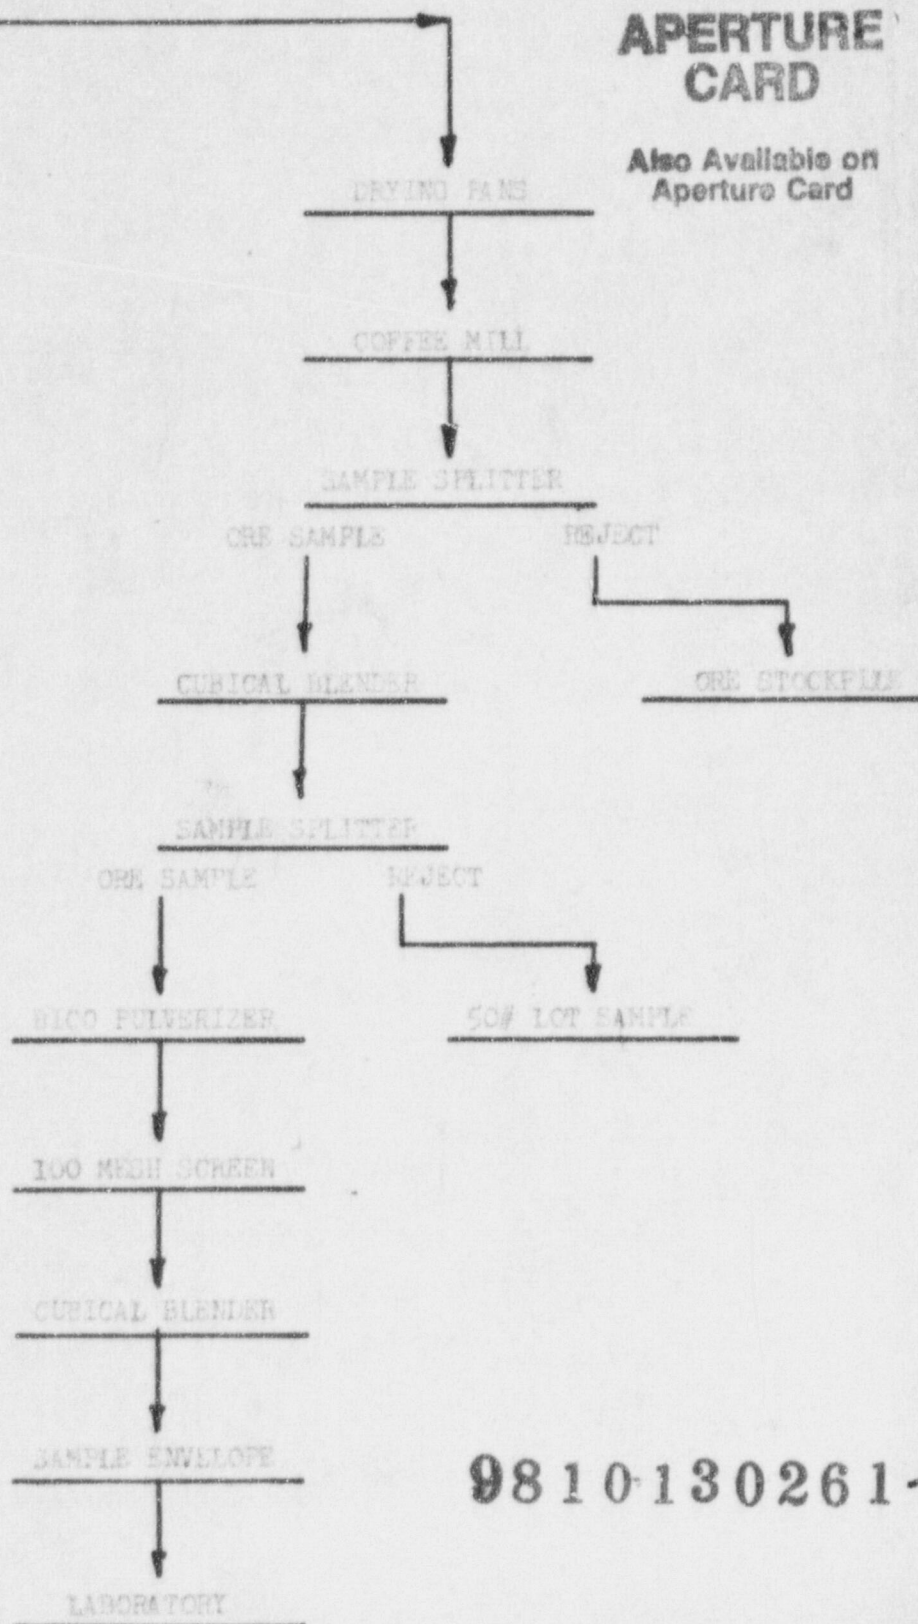 APERTURE
CARD
Also Available on
Aperture Card
DRYING PANS
COFFEE MILL
SAMPLE SPLITTER
ORE SAMPLE
REJECT
CUBICAL BLENDER
ORE STOCKPILE
SAMPLE SPLITTER
ORE SAMPLE
REJECT
BICO PULVERIZER
50# LOT SAMPLE
100 MESH SCREEN
CUBICAL BLENDER
SAMPLE ENVELOPE
9810130261-
LABORATORY